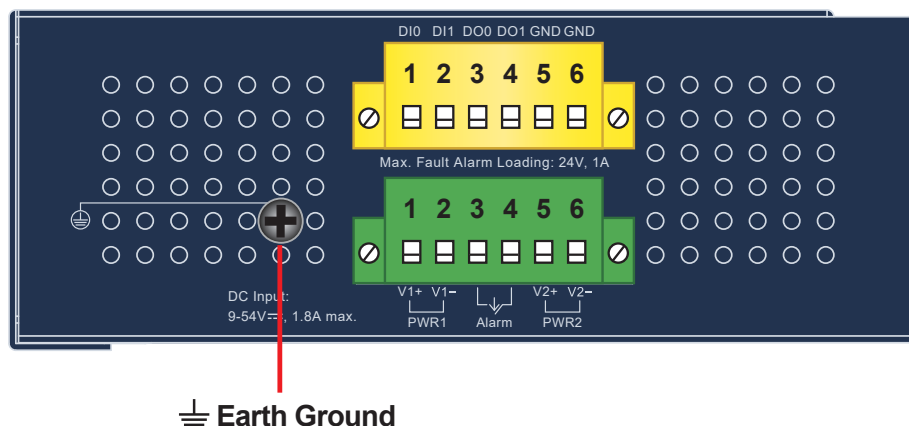 DI0 DI1 DO0 DO1 GND GND
1 2 3 4 5 6
Max. Fault Alarm Loading: 24V, 1A
1 2 3 4 5 6
V1+ V1− V2+ V2−
PWR1 Alarm PWR2
DC Input:
9-54V⎓, 1.8A max.
Earth Ground